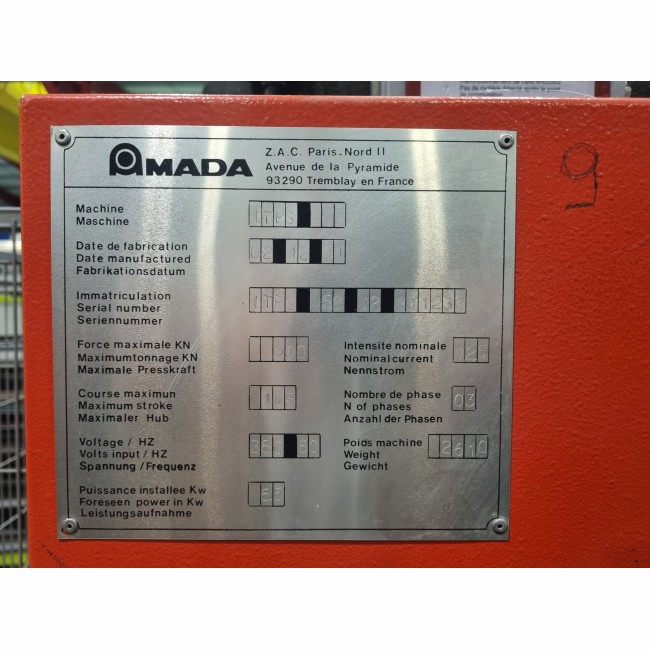 AMADA
Z.A.C. Paris-Nord II
Avenue de la Pyramide
93290 Tremblay en France
Machine
Maschine
Date de fabrication
Date manufactured
Fabrikationsdatum
Immatriculation
Serial number
Seriennummer
Force maximale KN
Maximumtonnage KN
Maximale Presskraft
Intensite nominale
Nominalcurrent
Nennstrom
Course maximun
Maximum stroke
Maximaler Hub
Nombre de phase
N of phases
Anzahl der Phasen
03
Voltage / HZ
Volts input / HZ
Spannung / Frequenz
Poids machine
Weight
Gewicht
2610
Puissance installee Kw
Foreseen power in Kw
Leistungsaufnahme
9